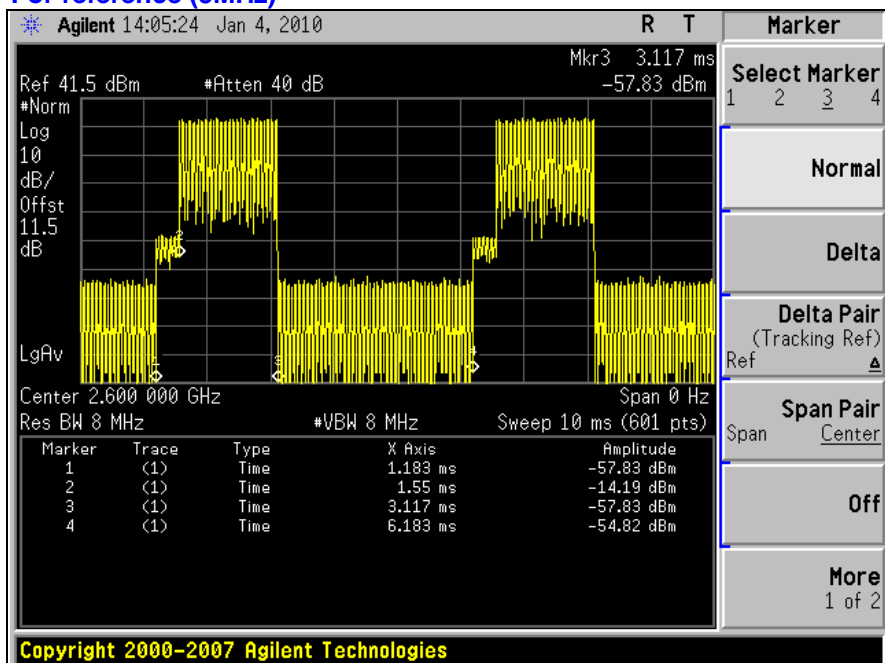 For reference (5MHz)
Agilent 14:05:24 Jan 4, 2010 R T
Mkr3 3.117 ms
Ref 41.5 dBm #Atten 40 dB -57.83 dBm
#Norm
Log
10
dB/
Offst
11.5
dB
LgAv
1
2
3
4
Center 2.600 000 GHz Span 0 Hz
Res BW 8 MHz #VBW 8 MHz Sweep 10 ms (601 pts)
Marker Trace Type X Axis Amplitude
1 (1) Time 1.183 ms -57.83 dBm
2 (1) Time 1.55 ms -14.19 dBm
3 (1) Time 3.117 ms -57.83 dBm
4 (1) Time 6.183 ms -54.82 dBm
Copyright 2000-2007 Agilent Technologies
Marker
Select Marker
1 2 3 4
Normal
Delta
Delta Pair
(Tracking Ref)
Ref Δ
Span Pair
Span Center
Off
More
1 of 2